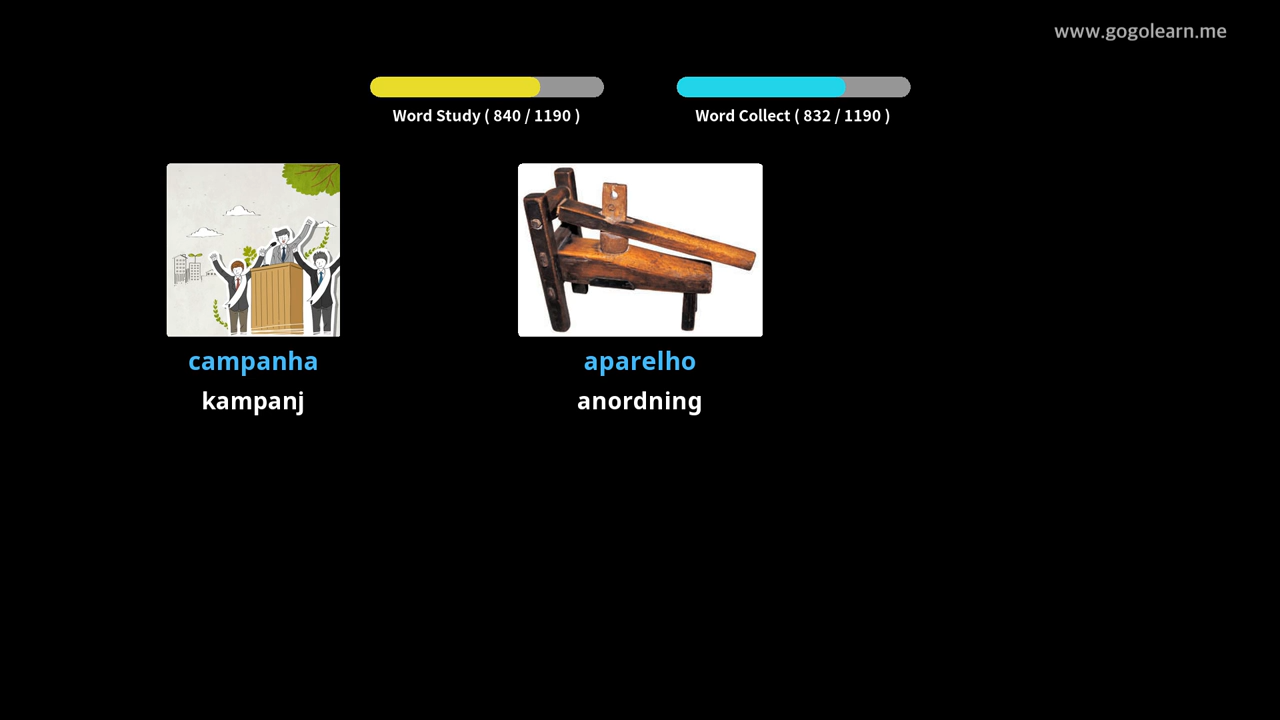 www.gogolearn.me
Word Study ( 840 / 1190 )
Word Collect ( 832 / 1190 )
campanha
kampanj
aparelho
anordning